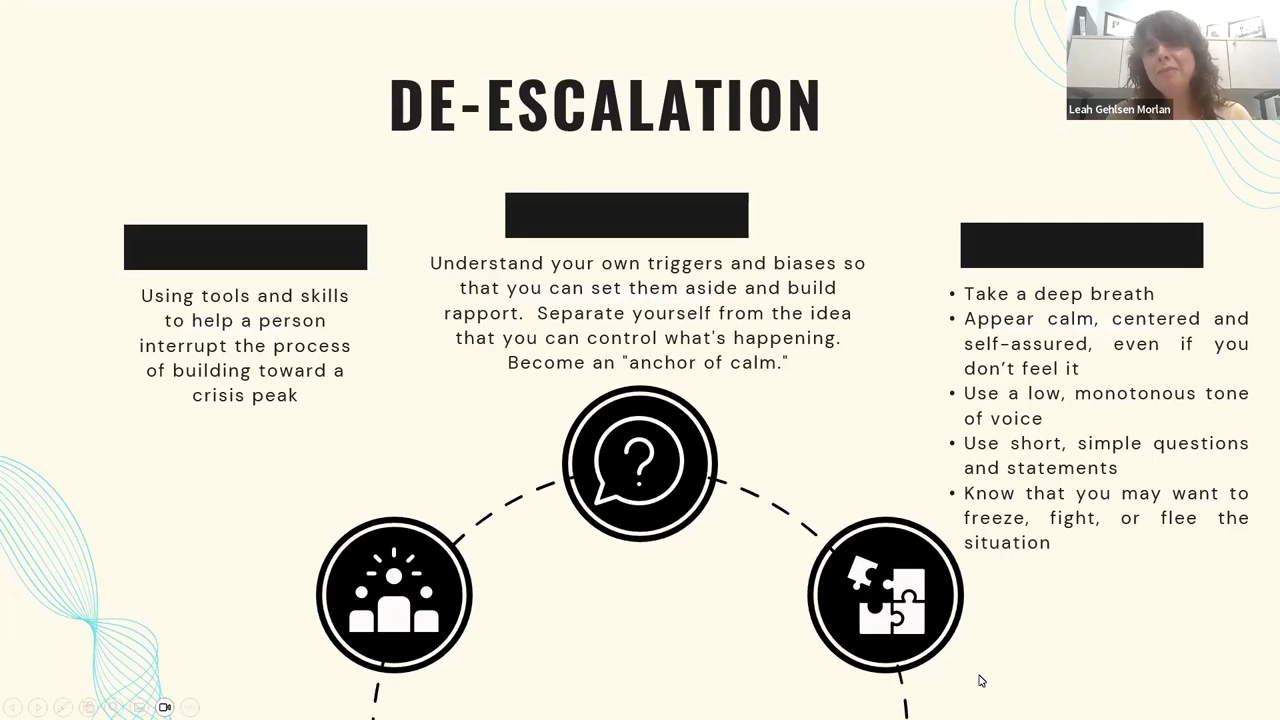 DE-ESCALATION
Leah Gehlsen Morlan
Using tools and skills
to help a person
interrupt the process
of building toward a
crisis peak
Understand your own triggers and biases so
that you can set them aside and build
rapport.  Separate yourself from the idea
that you can control what's happening.
Become an "anchor of calm."
• Take a deep breath
• Appear calm, centered and
self-assured, even if you
don’t feel it
• Use a low, monotonous tone
of voice
• Use short, simple questions
and statements
• Know that you may want to
freeze, fight, or flee the
situation
?